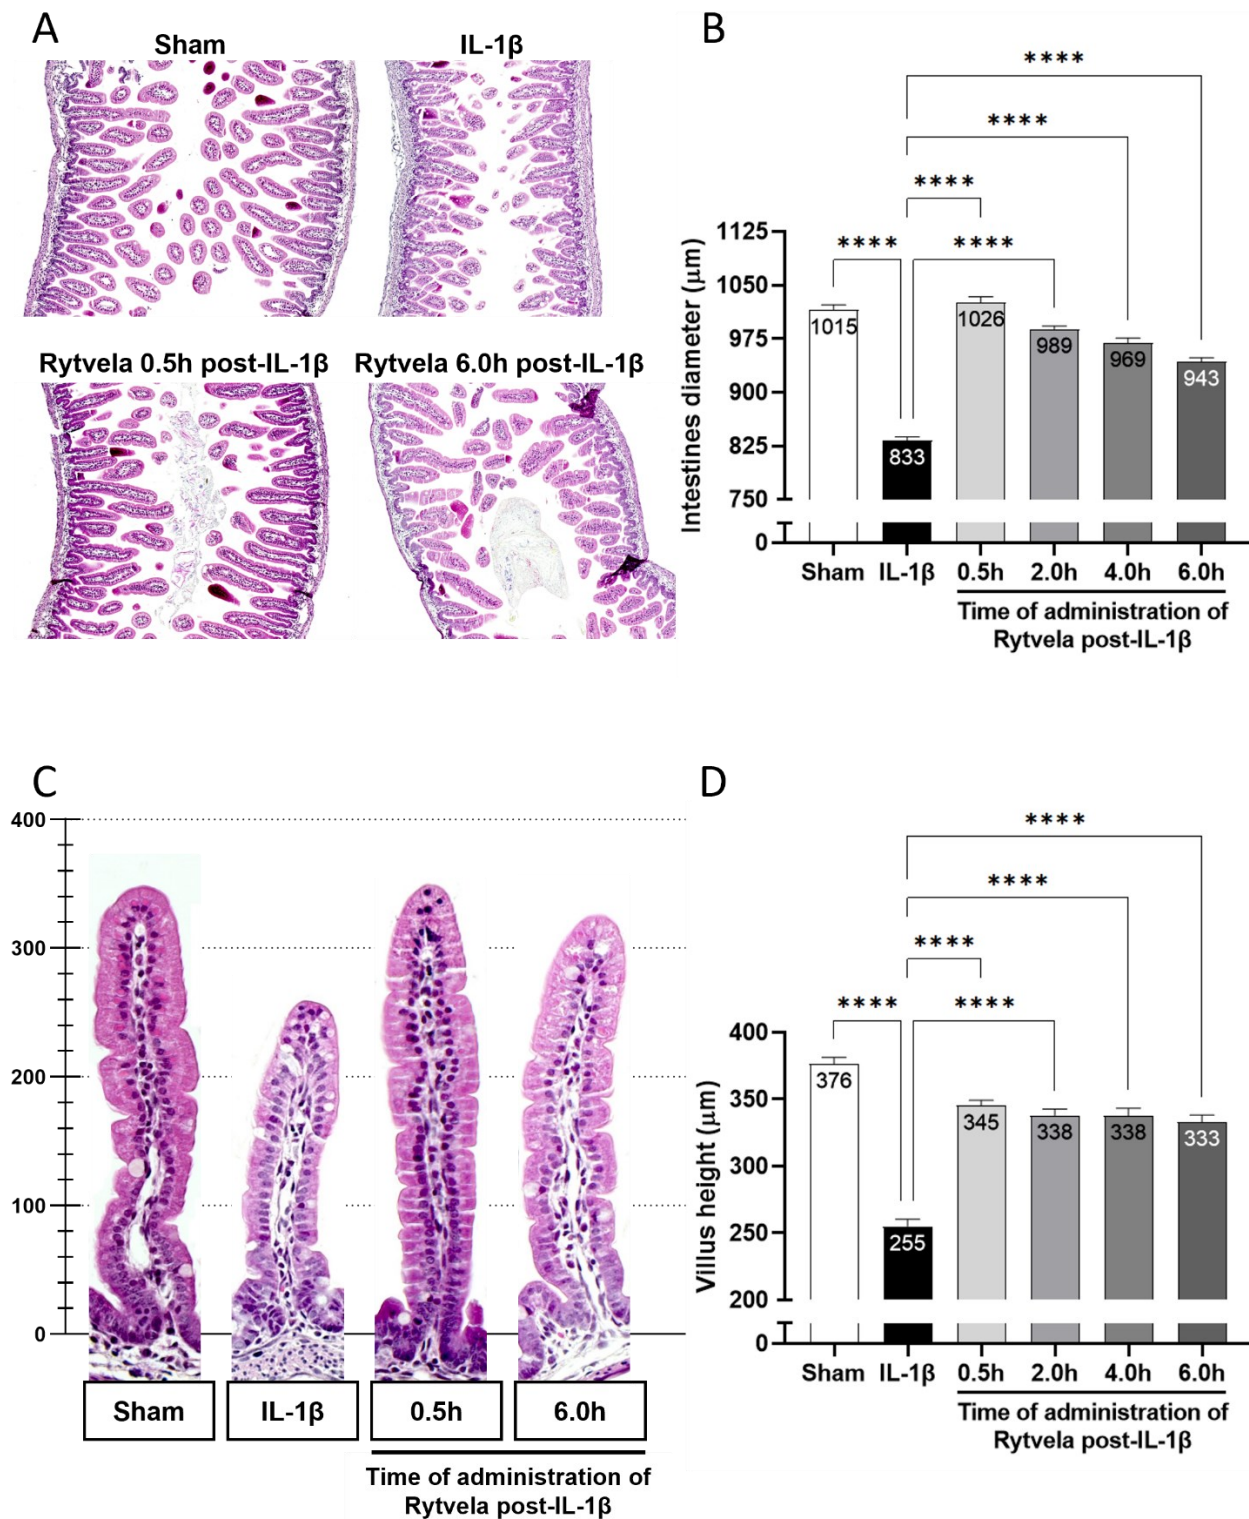 A
Sham
IL-1β
Rytvela 0.5h post-IL-1β
Rytvela 6.0h post-IL-1β
B
****
****
****
****
****
Intestines diameter (μm)
1125
1050
975
900
825
750
0
1015
833
1026
989
969
943
Sham
IL-1β
0.5h
2.0h
4.0h
6.0h
Time of administration of
Rytvela post-IL-1β
C
400
300
200
100
0
Sham
IL-1β
0.5h
6.0h
Time of administration of
Rytvela post-IL-1β
D
****
****
****
****
****
Villus height (μm)
400
350
300
250
200
0
376
255
345
338
338
333
Sham
IL-1β
0.5h
2.0h
4.0h
6.0h
Time of administration of
Rytvela post-IL-1β